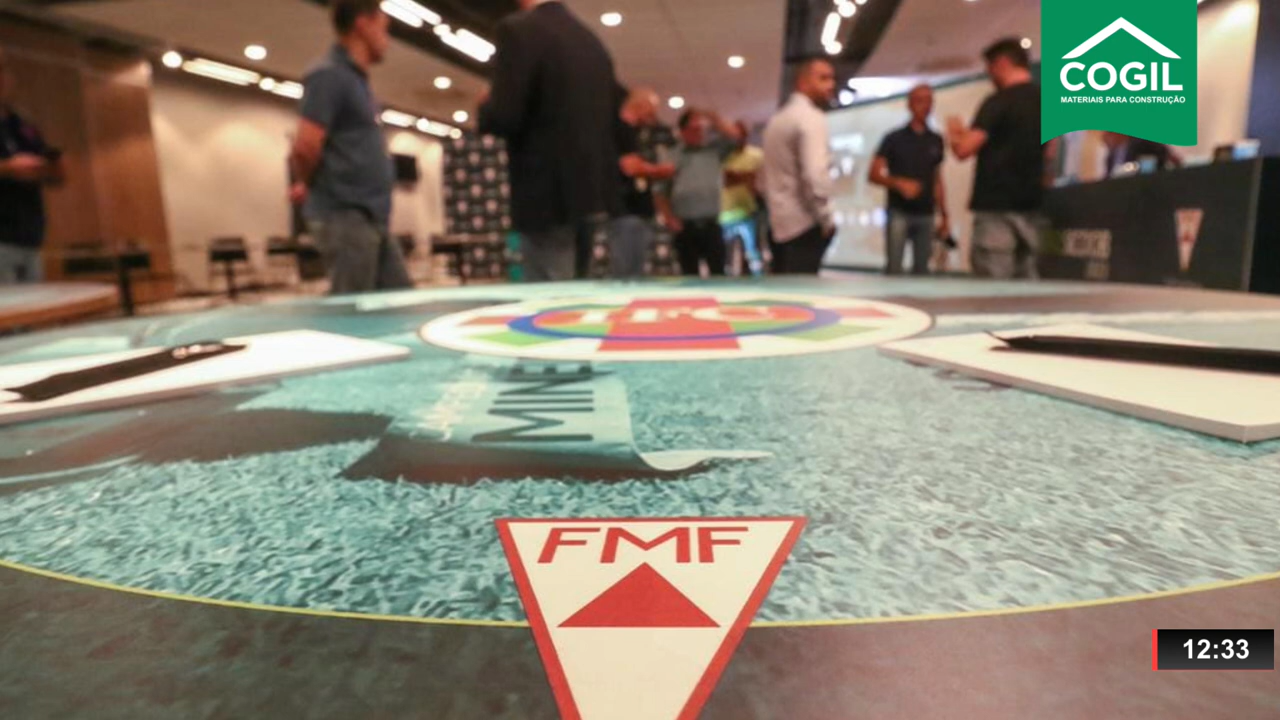 COGIL
MATERIAIS PARA CONSTRUÇÃO
MINE
FMF
12:33